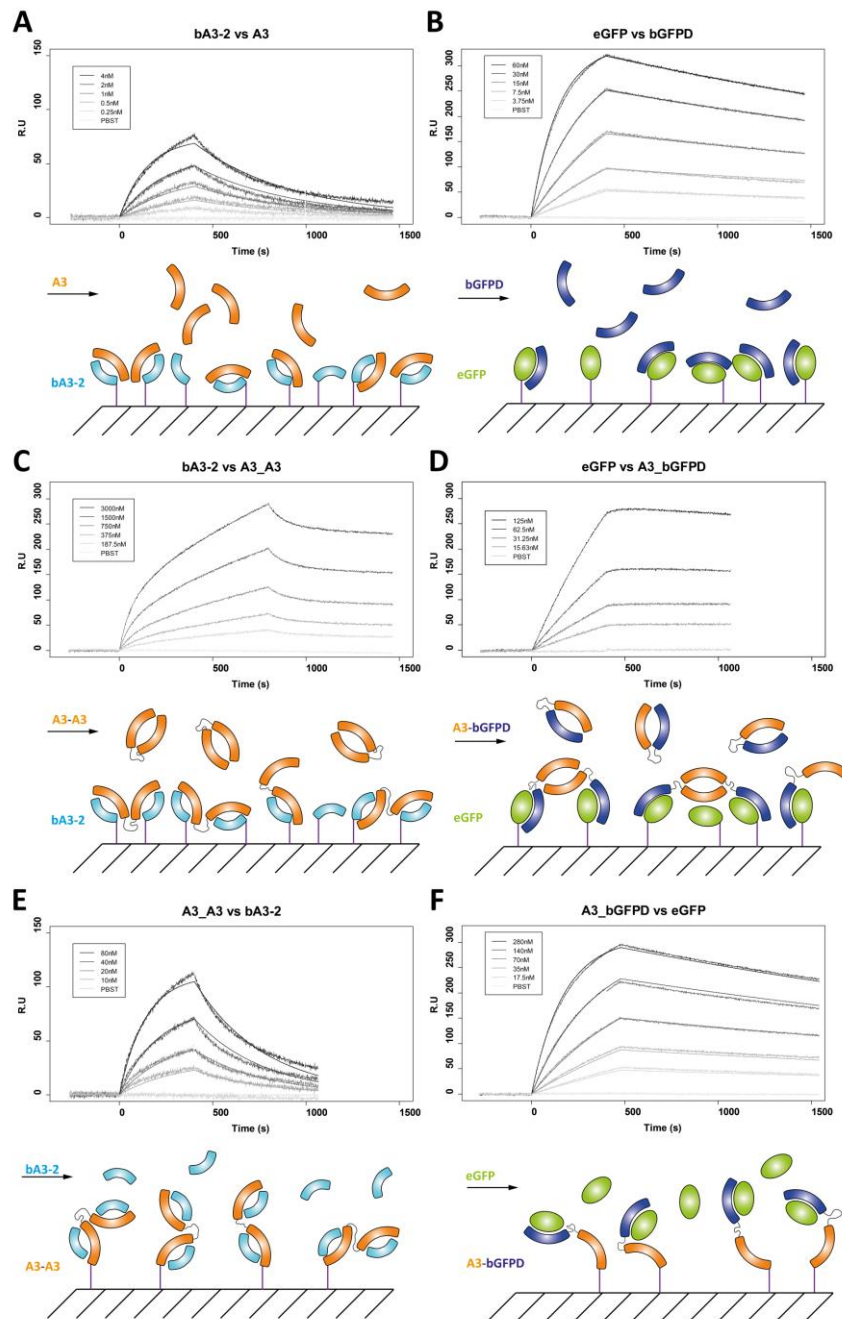 A
bA3-2 vs A3
150
100
50
0
R.U
4nM
2nM
1nM
0.5nM
0.25nM
PBST
0
500
1000
1500
Time (s)
A3
bA3-2
B
eGFP vs bGFPD
300
250
200
150
100
50
0
R.U
60nM
30nM
15nM
7.5nM
3.75nM
PBST
0
500
1000
1500
Time (s)
bGFPD
eGFP
C
bA3-2 vs A3_A3
300
250
200
150
100
50
0
R.U
3000nM
1500nM
750nM
375nM
187.5nM
PBST
0
500
1000
1500
Time (s)
A3-A3
bA3-2
D
eGFP vs A3_bGFPD
300
250
200
150
100
50
0
R.U
125nM
62.5nM
31.25nM
15.63nM
PBST
0
500
1000
1500
Time (s)
A3-bGFPD
eGFP
E
A3_A3 vs bA3-2
150
100
50
0
R.U
80nM
40nM
20nM
10nM
PBST
0
500
1000
1500
Time (s)
bA3-2
A3-A3
F
A3_bGFPD vs eGFP
300
250
200
150
100
50
0
R.U
280nM
140nM
70nM
35nM
17.5nM
PBST
0
500
1000
1500
Time (s)
eGFP
A3-bGFPD